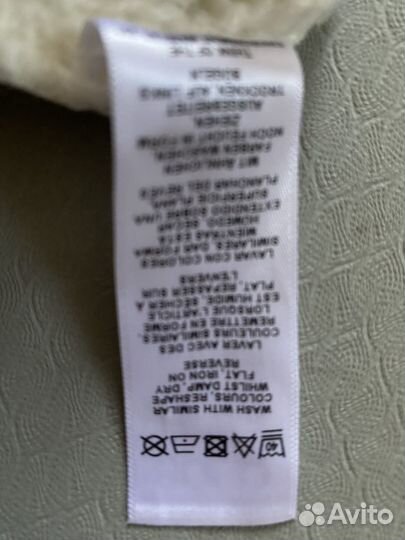 40
WASH WITH SIMILAR
COLOURS, RESHAPE
WHILST DAMP, DRY
FLAT, IRON ON
REVERSE
LAVER AVEC DES
COULEURS SIMILAIRES,
REMETTRE EN FORME
LORSQUE L'ARTICLE
EST HUMIDE, SÉCHER À
PLAT, REPASSER SUR
L'ENVERS
LAVAR CON COLORES
SIMILARES, DAR FORMA
MIENTRAS ESTÁ
HÚMEDO, SECAR
EXTENDIDO SOBRE UNA
SUPERFICIE PLANA,
PLANCHAR DEL REVÉS
MIT ÄHNLICHEN
FARBEN WASCHEN,
NOCH FEUCHT IN FORM
ZIEHEN,
AUSGEBREITET
TROCKNEN, AUF LINKS
BÜGELN
Avito